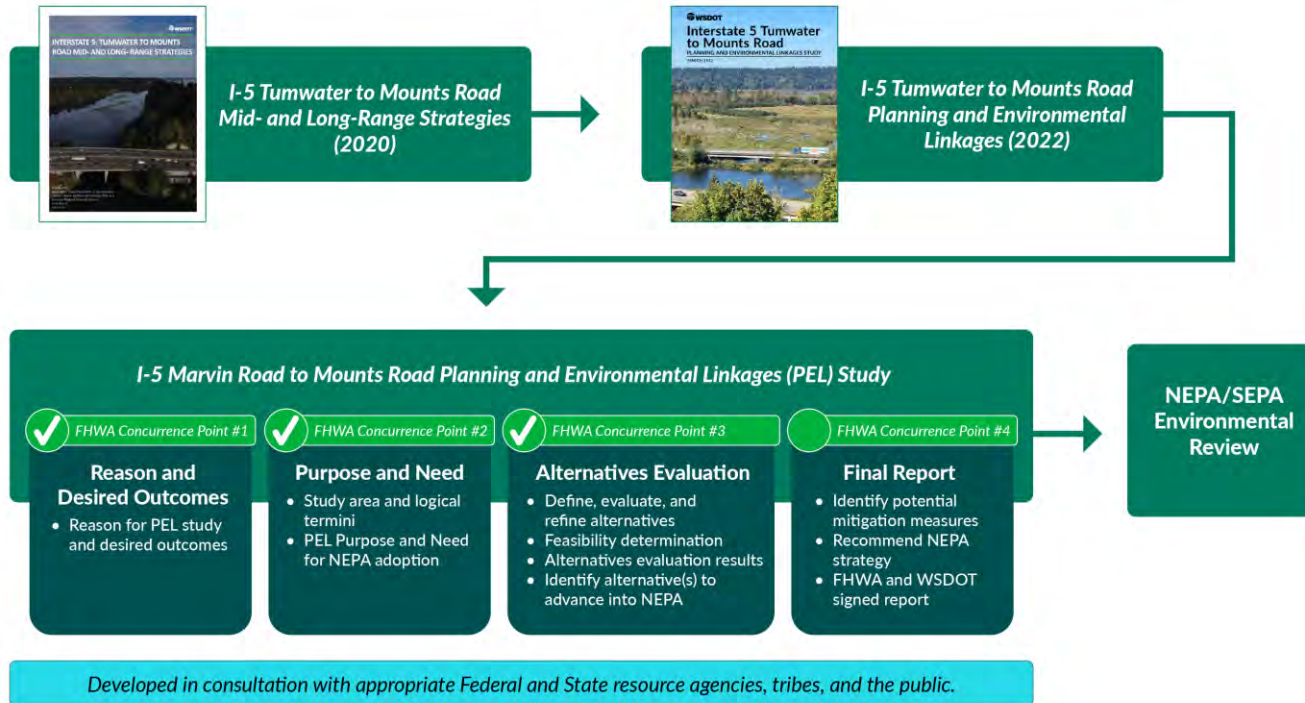 WSDOT
INTERSTATE 5: TUMWATER TO MOUNTS
ROAD MID- AND LONG- RANGE STRATEGIES
I-5 Tumwater to Mounts Road
Mid- and Long-Range Strategies
(2020)
WSDOT
Interstate 5 Tumwater
to Mounts Road
PLANNING AND ENVIRONMENTAL LINKAGES STUDY
I-5 Tumwater to Mounts Road
Planning and Environmental
Linkages (2022)
I-5 Marvin Road to Mounts Road Planning and Environmental Linkages (PEL) Study
FHWA Concurrence Point #1
Reason and
Desired Outcomes
• Reason for PEL study
and desired outcomes
FHWA Concurrence Point #2
Purpose and Need
• Study area and logical
termini
• PEL Purpose and Need
for NEPA adoption
FHWA Concurrence Point #3
Alternatives Evaluation
• Define, evaluate, and
refine alternatives
• Feasibility determination
• Alternatives evaluation results
• Identify alternative(s) to
advance into NEPA
FHWA Concurrence Point #4
Final Report
• Identify potential
mitigation measures
• Recommend NEPA
strategy
• FHWA and WSDOT
signed report
NEPA/SEPA
Environmental
Review
Developed in consultation with appropriate Federal and State resource agencies, tribes, and the public.